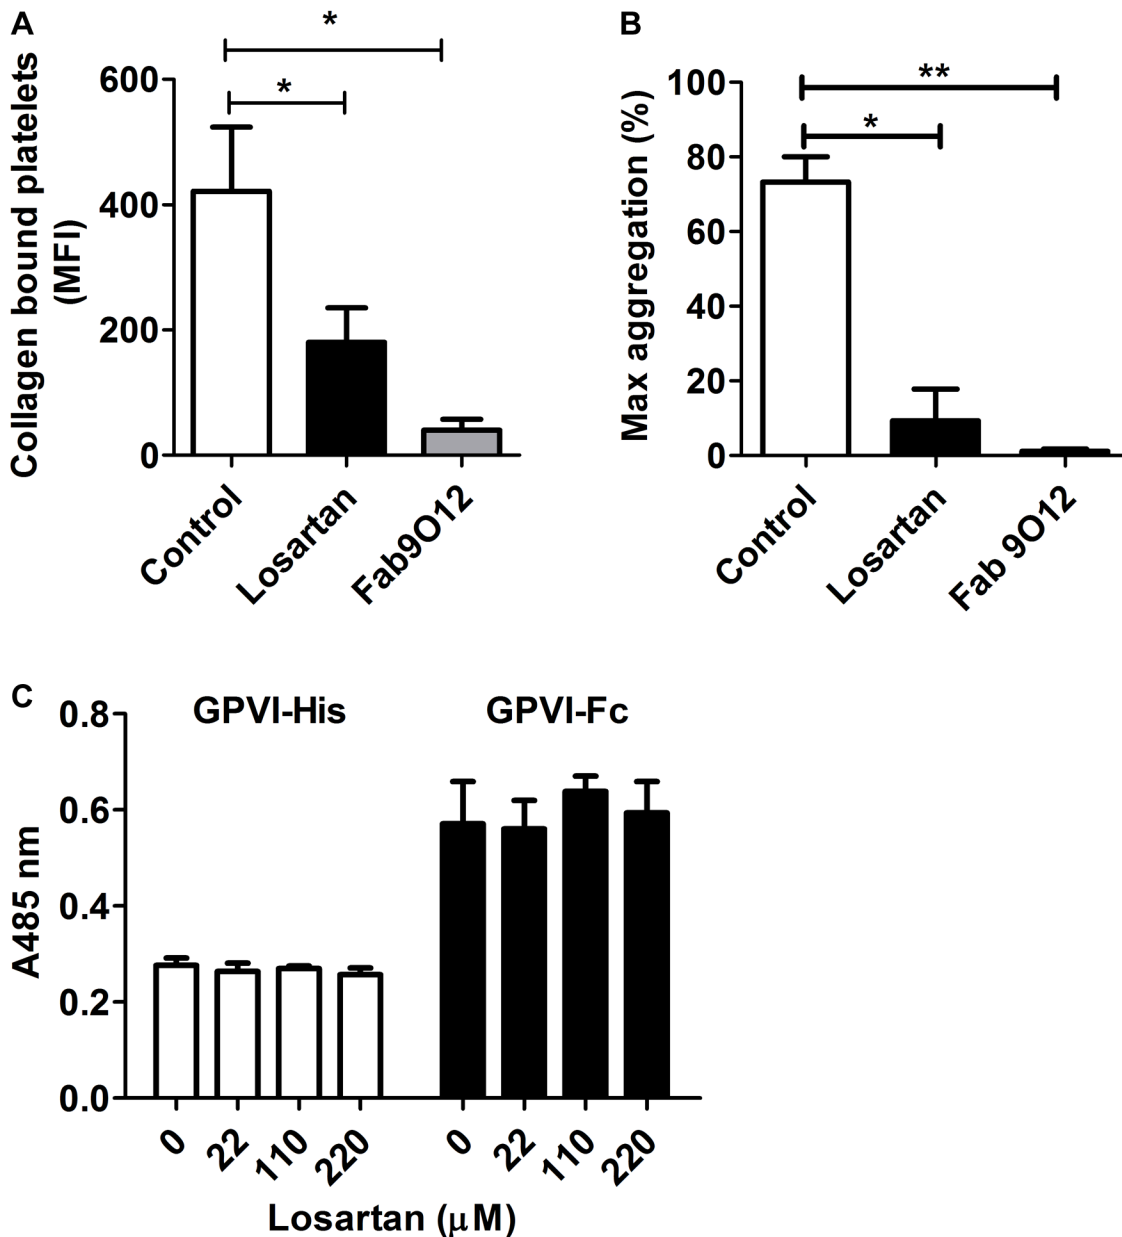 A
*
*
Collagen bound platelets
(MFI)
600
400
200
0
Control
Losartan
Fab9O12
B
**
*
Max aggregation (%)
100
80
60
40
20
0
Control
Losartan
Fab 9O12
C
GPVI-His GPVI-Fc
A485 nm
0.8
0.6
0.4
0.2
0.0
0 22 110 220 0 22 110 220
Losartan (μM)